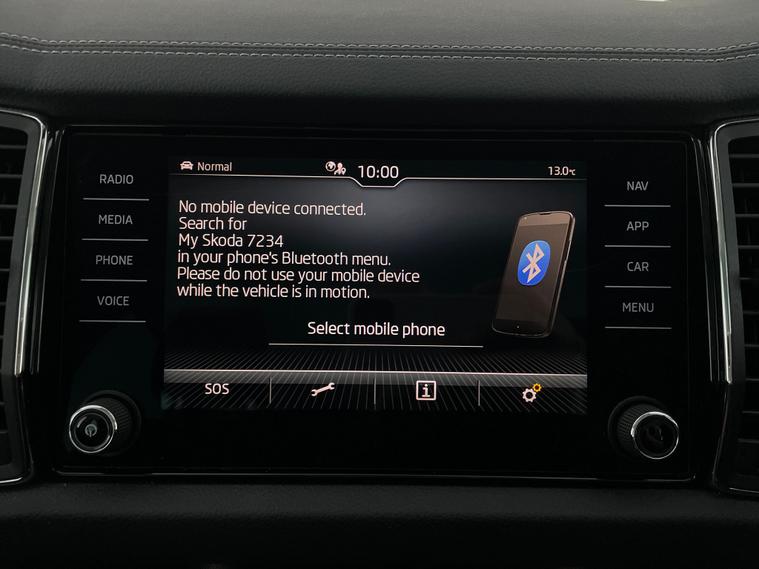 RADIO
MEDIA
PHONE
VOICE
Normal
10:00
13.0°C
No mobile device connected.
Search for
My Skoda 7234
in your phone's Bluetooth menu.
Please do not use your mobile device
while the vehicle is in motion.
Select mobile phone
SOS
NAV
APP
CAR
MENU